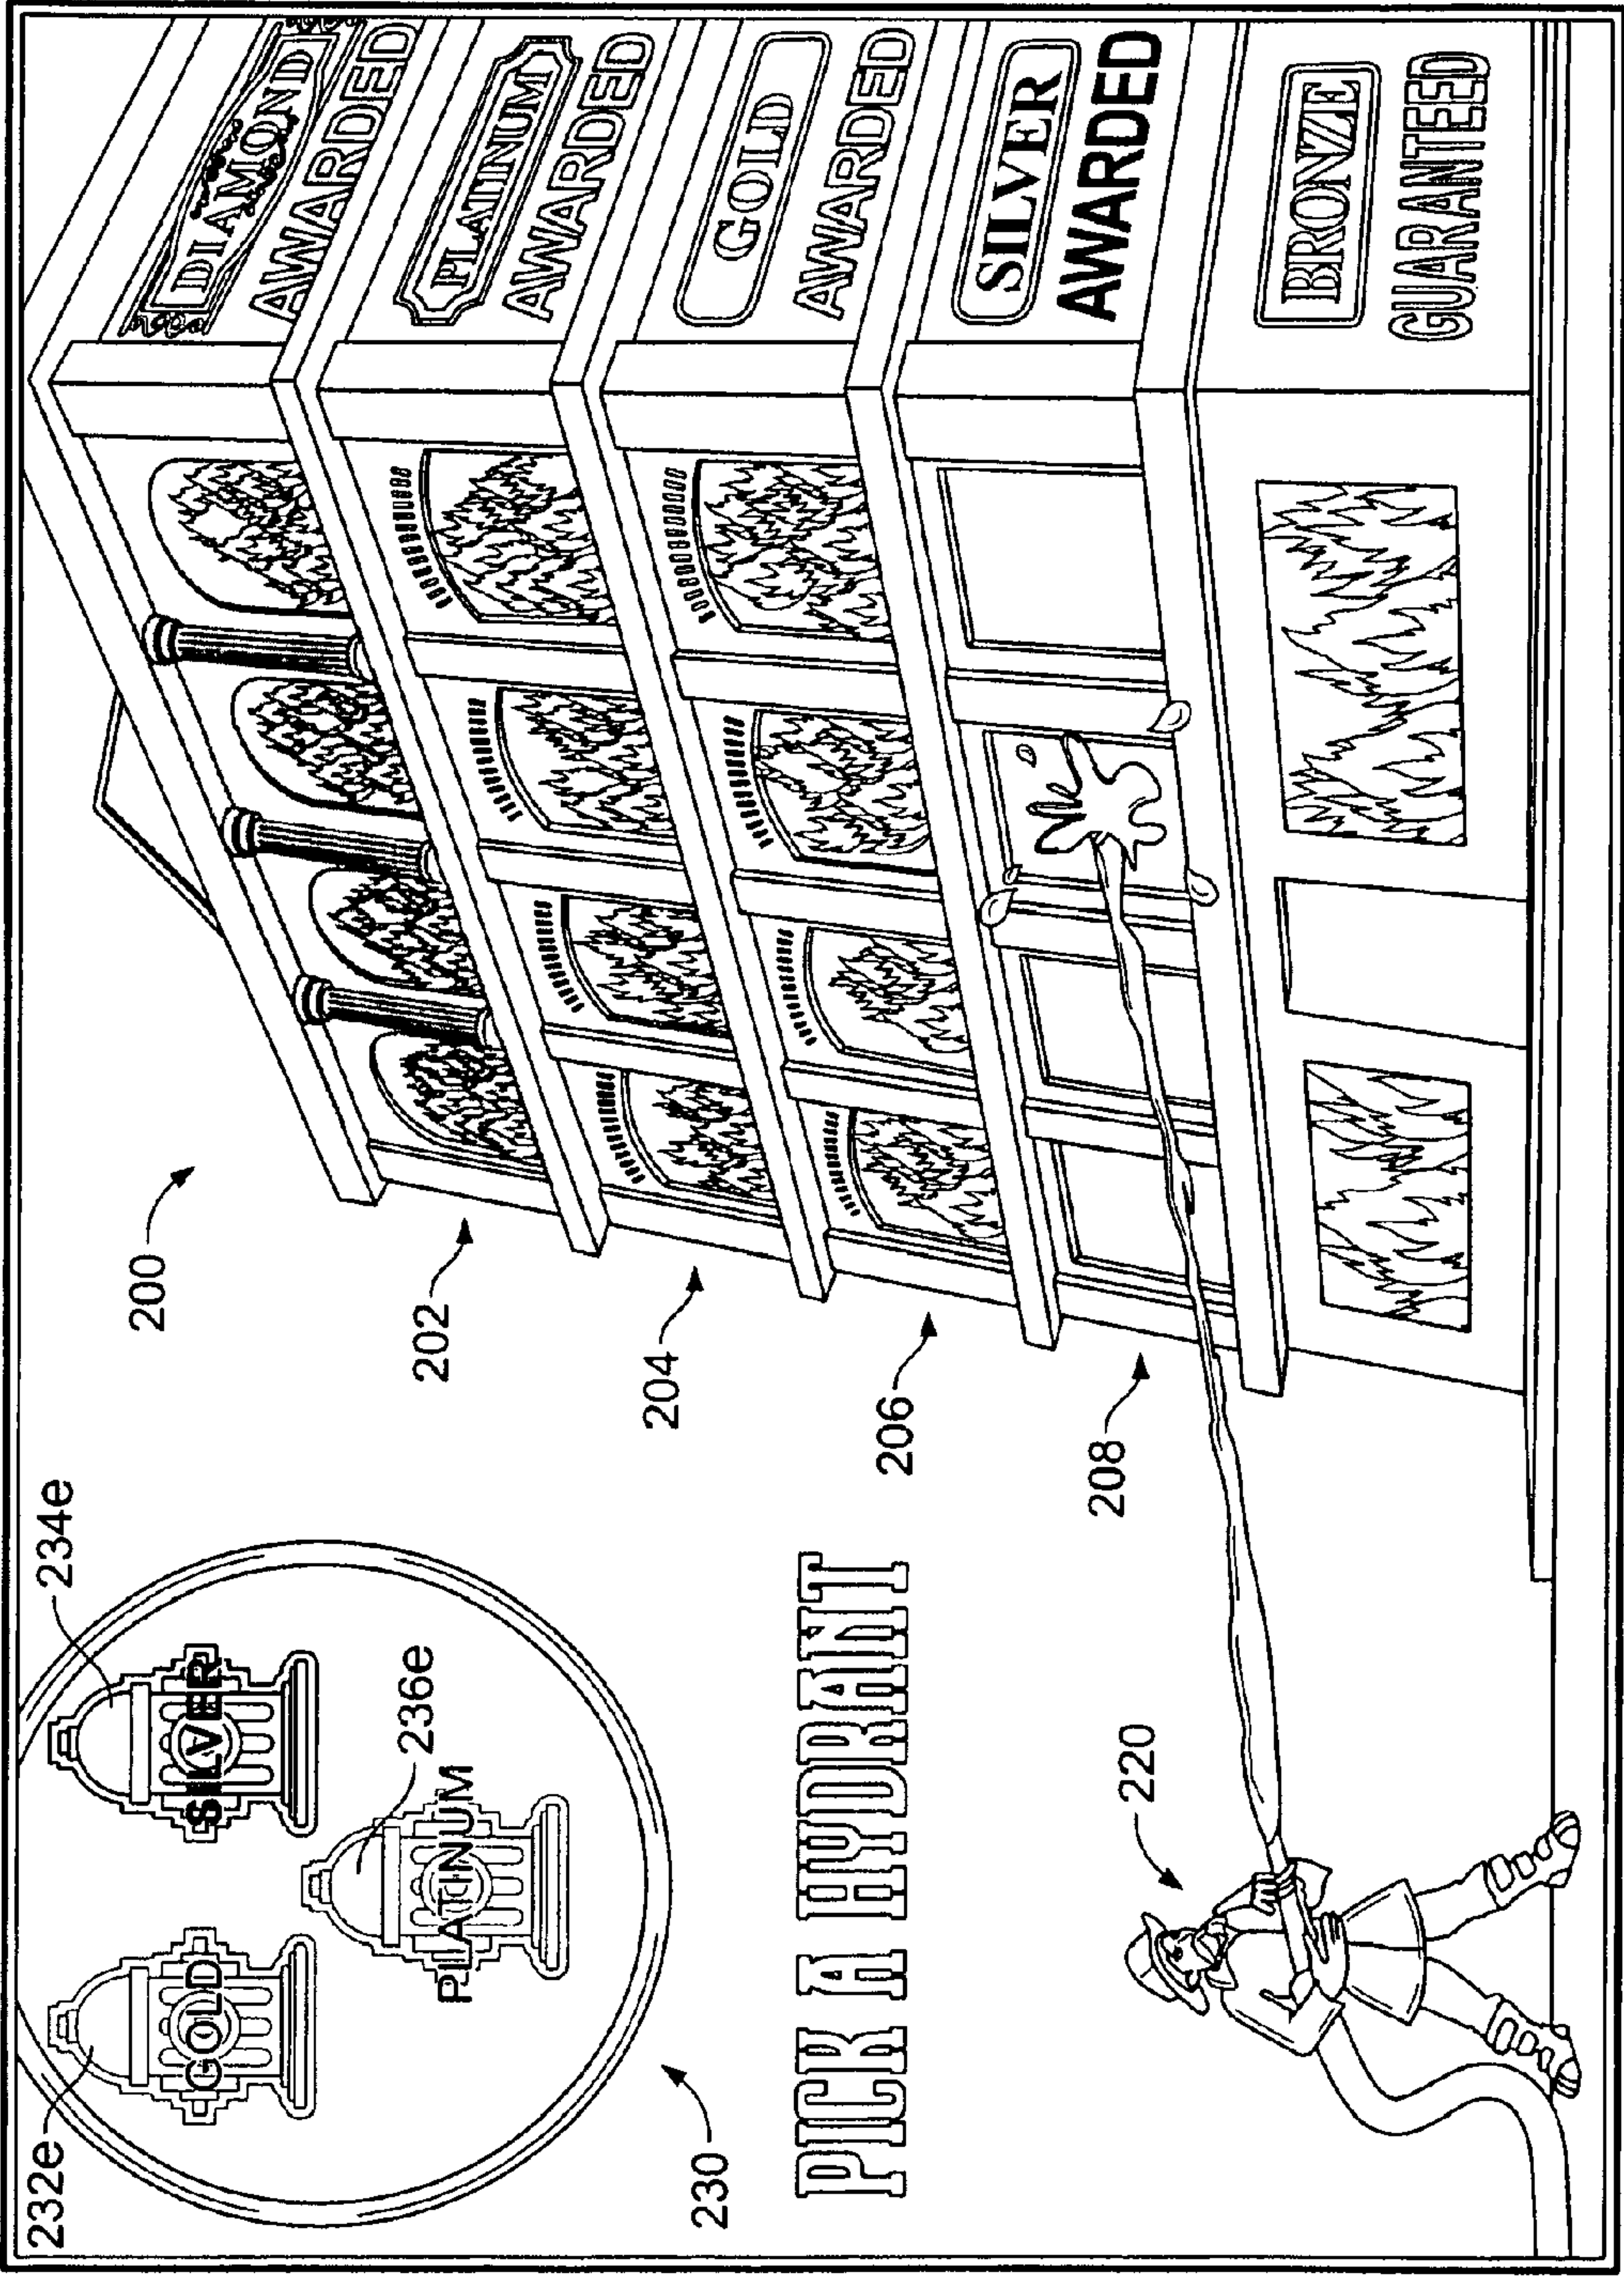 232e
234e
GOLD
SILVER
236e
PLATINUM
230
PICK A HYDRANT
220
200
202
204
206
208
DIAMOND
AWARDED
PLATINUM
AWARDED
GOLD
AWARDED
SILVER
AWARDED
BRONZE
GUARANTEED